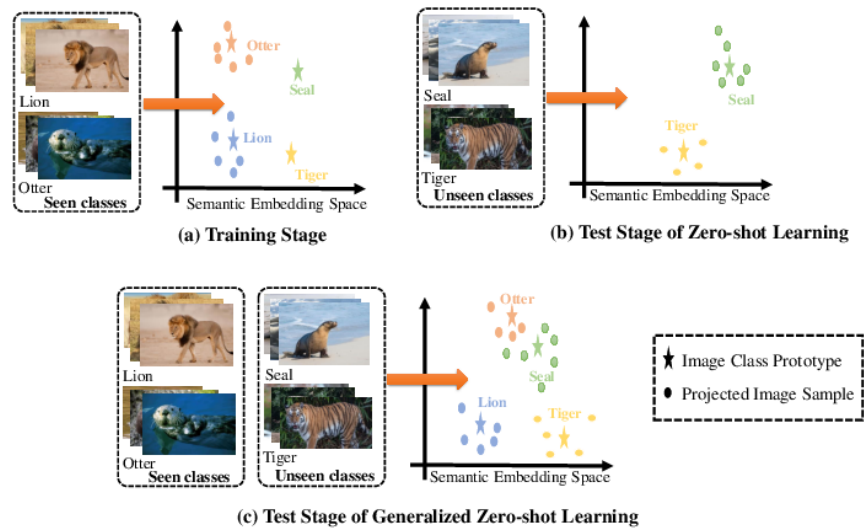 Lion
Otter
Seen classes
Otter
Seal
Lion
Tiger
Semantic Embedding Space
(a) Training Stage
Seal
Tiger
Unseen classes
Seal
Tiger
Semantic Embedding Space
(b) Test Stage of Zero-shot Learning
Lion
Otter
Seen classes
Seal
Tiger
Unseen classes
Otter
Seal
Lion
Tiger
Semantic Embedding Space
Image Class Prototype
Projected Image Sample
(c) Test Stage of Generalized Zero-shot Learning